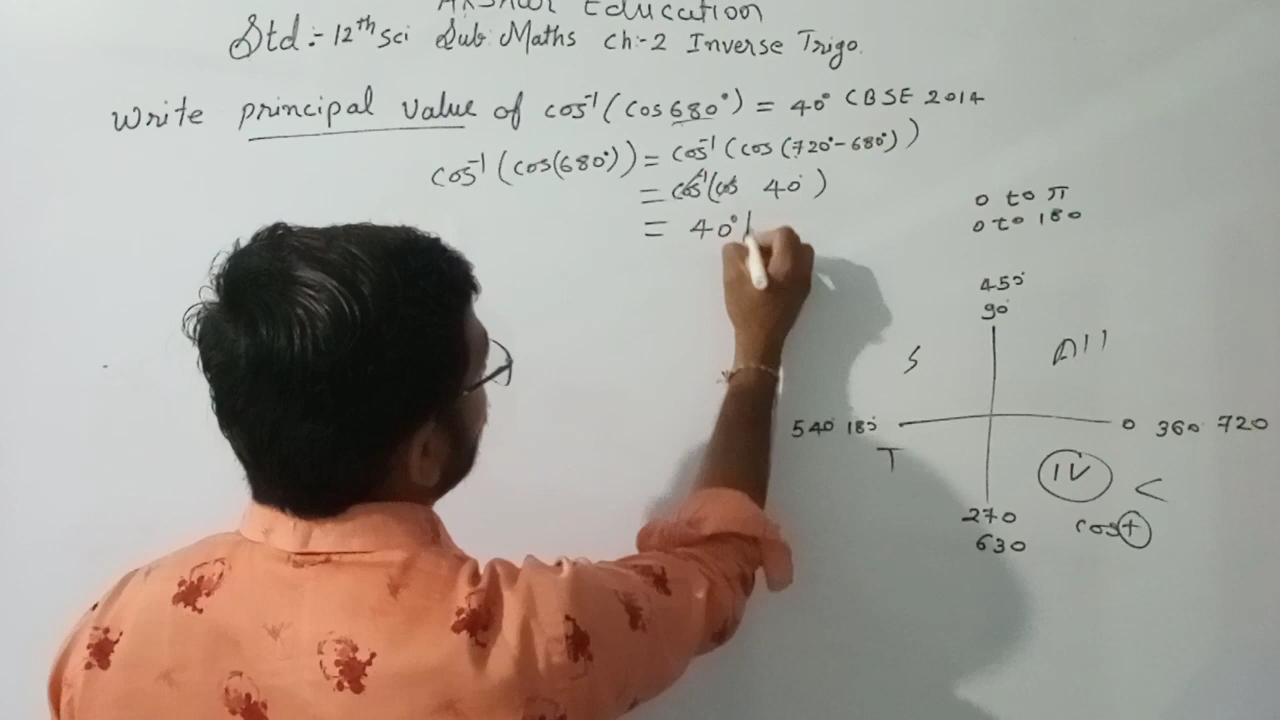 Education
Std :- 12th Sci Sub: Maths Ch:-2 Inverse Trigo.
Write principal value of cos⁻¹(cos 680°) = 40° CBSE 2014
cos⁻¹(cos(680°)) = cos⁻¹(cos(720°-680°))
= cos⁻¹(cos 40°)
= 40°
0 to π
0 to 180
450
90
S All
540 180 0 360 720
T IV C
270 cos +
630